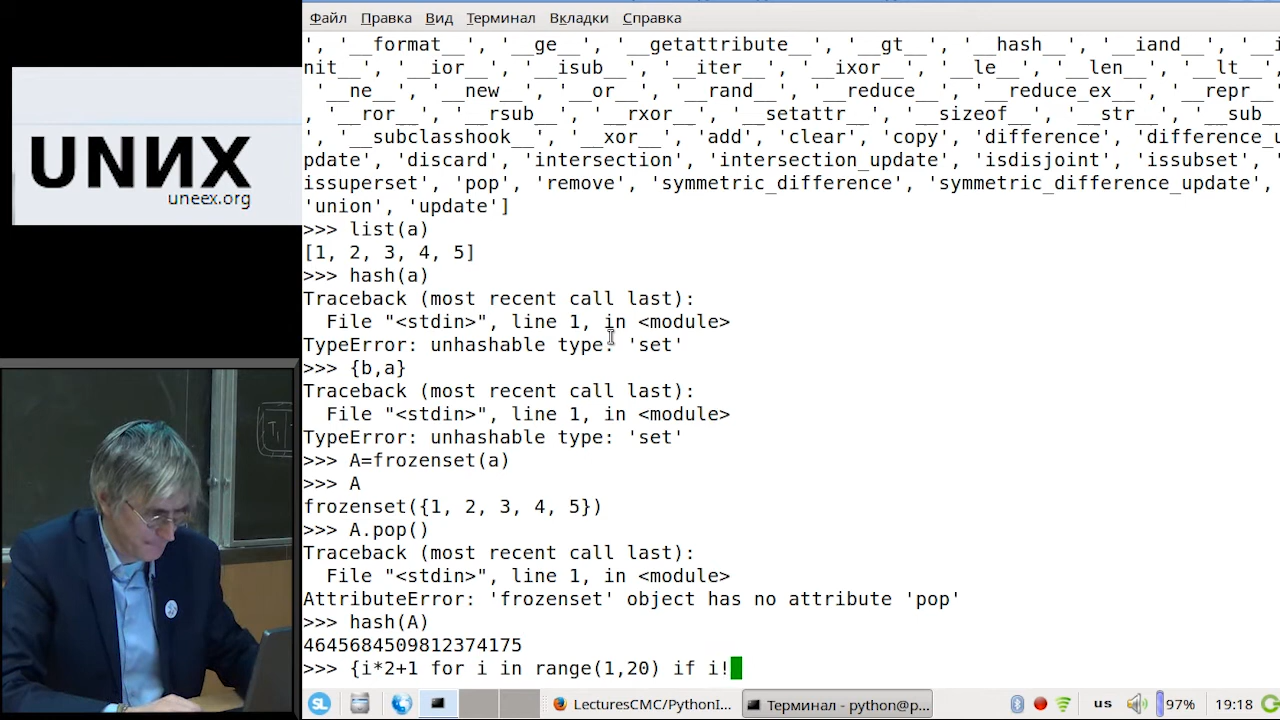 UNИX
uneex.org
Файл Правка Вид Терминал Вкладки Справка
', '__format__', '__ge__', '__getattribute__', '__gt__', '__hash__', '__iand__', '__i
nit__', '__ior__', '__isub__', '__iter__', '__ixor__', '__le__', '__len__', '__lt__',
'__ne__', '__new__', '__or__', '__rand__', '__reduce__', '__reduce_ex__', '__repr__',
'__ror__', '__rsub__', '__rxor__', '__setattr__', '__sizeof__', '__str__', '__sub__
', '__subclasshook__', '__xor__', 'add', 'clear', 'copy', 'difference', 'difference_u
pdate', 'discard', 'intersection', 'intersection_update', 'isdisjoint', 'issubset', '
issuperset', 'pop', 'remove', 'symmetric_difference', 'symmetric_difference_update',
'union', 'update']
>>> list(a)
[1, 2, 3, 4, 5]
>>> hash(a)
Traceback (most recent call last):
  File "<stdin>", line 1, in <module>
TypeError: unhashable type: 'set'
>>> {b,a}
Traceback (most recent call last):
  File "<stdin>", line 1, in <module>
TypeError: unhashable type: 'set'
>>> A=frozenset(a)
>>> A
frozenset({1, 2, 3, 4, 5})
>>> A.pop()
Traceback (most recent call last):
  File "<stdin>", line 1, in <module>
AttributeError: 'frozenset' object has no attribute 'pop'
>>> hash(A)
4645684509812374175
>>> {i*2+1 for i in range(1,20) if i!
SL LecturesCMC/PythonI... Терминал - python@p... us 97% 19:18